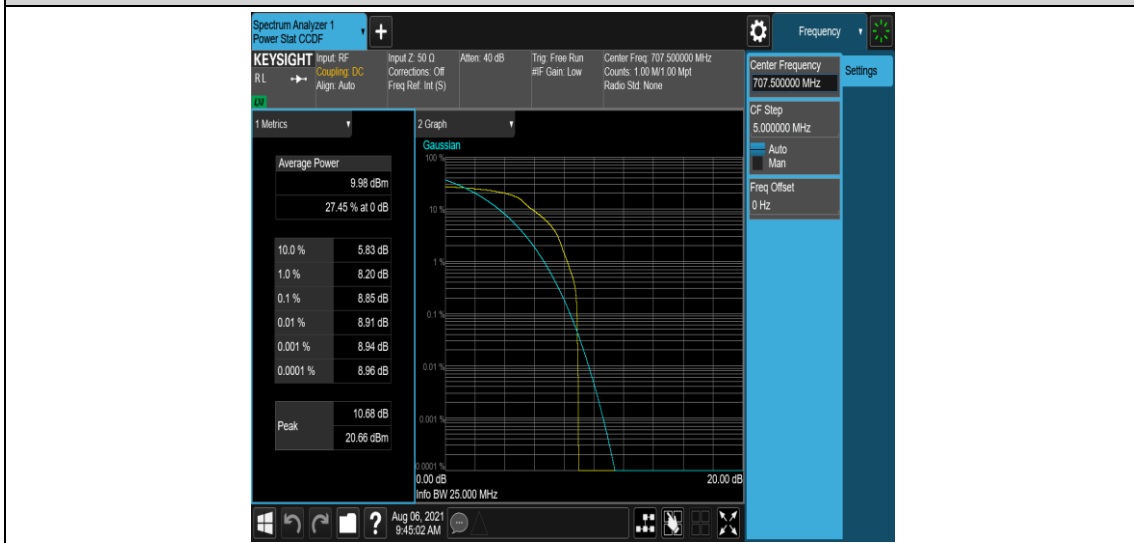 Spectrum Analyzer 1
Power Stat CCDF
+
Frequency
KEYSIGHT
RL
LXI
Input: RF
Coupling: DC
Align: Auto
Input Z: 50 Ω
Corrections: Off
Freq Ref: Int (S)
Atten: 40 dB
Trig: Free Run
#IF Gain: Low
Center Freq: 707.500000 MHz
Counts: 1.00 M/1.00 Mpt
Radio Std: None
Center Frequency
707.500000 MHz
Settings
CF Step
5.000000 MHz
Auto
Man
Freq Offset
0 Hz
1 Metrics
Average Power
9.98 dBm
27.45 % at 0 dB
10.0 % 5.83 dB
1.0 % 8.20 dB
0.1 % 8.85 dB
0.01 % 8.91 dB
0.001 % 8.94 dB
0.0001 % 8.96 dB
Peak 10.68 dB
20.66 dBm
2 Graph
Gaussian
100 %
10 %
1 %
0.1 %
0.01 %
0.001 %
0.0001 %
0.00 dB 20.00 dB
Info BW 25.000 MHz
? Aug 06, 2021
9:45:02 AM